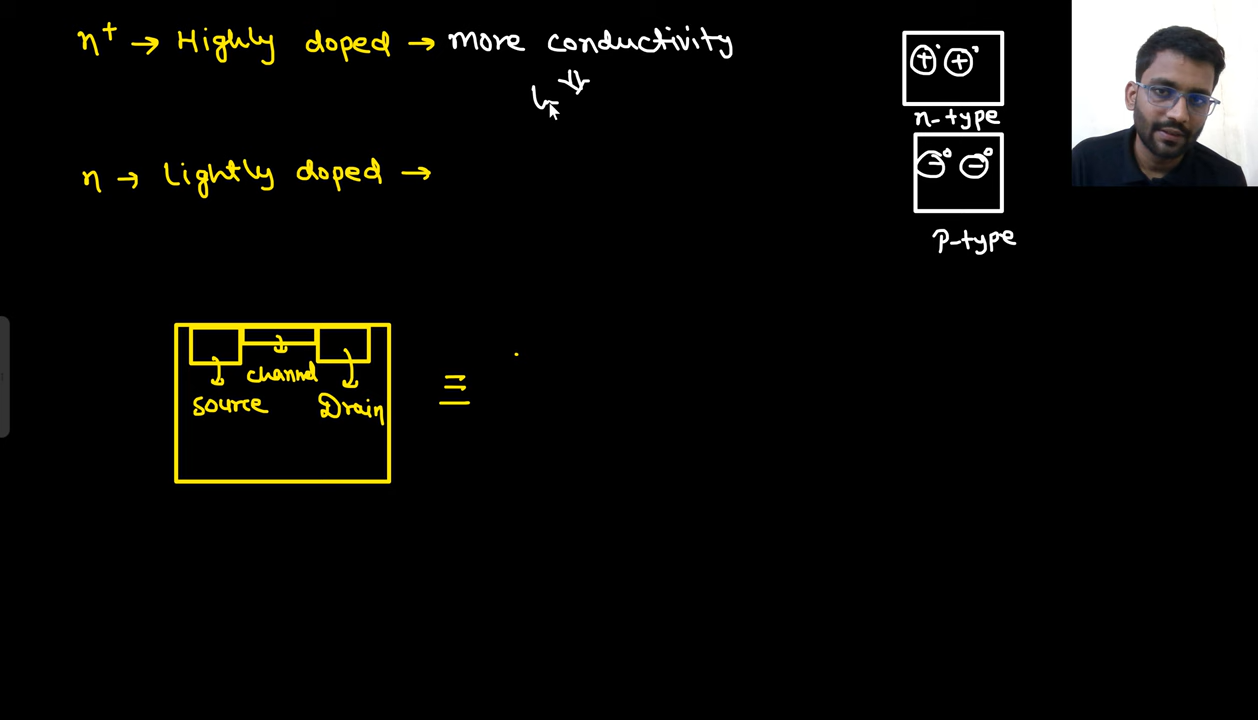 n⁺ → Highly doped → More conductivity
n → Lightly doped →
n-type
p-type
channel
Source
Drain
≡